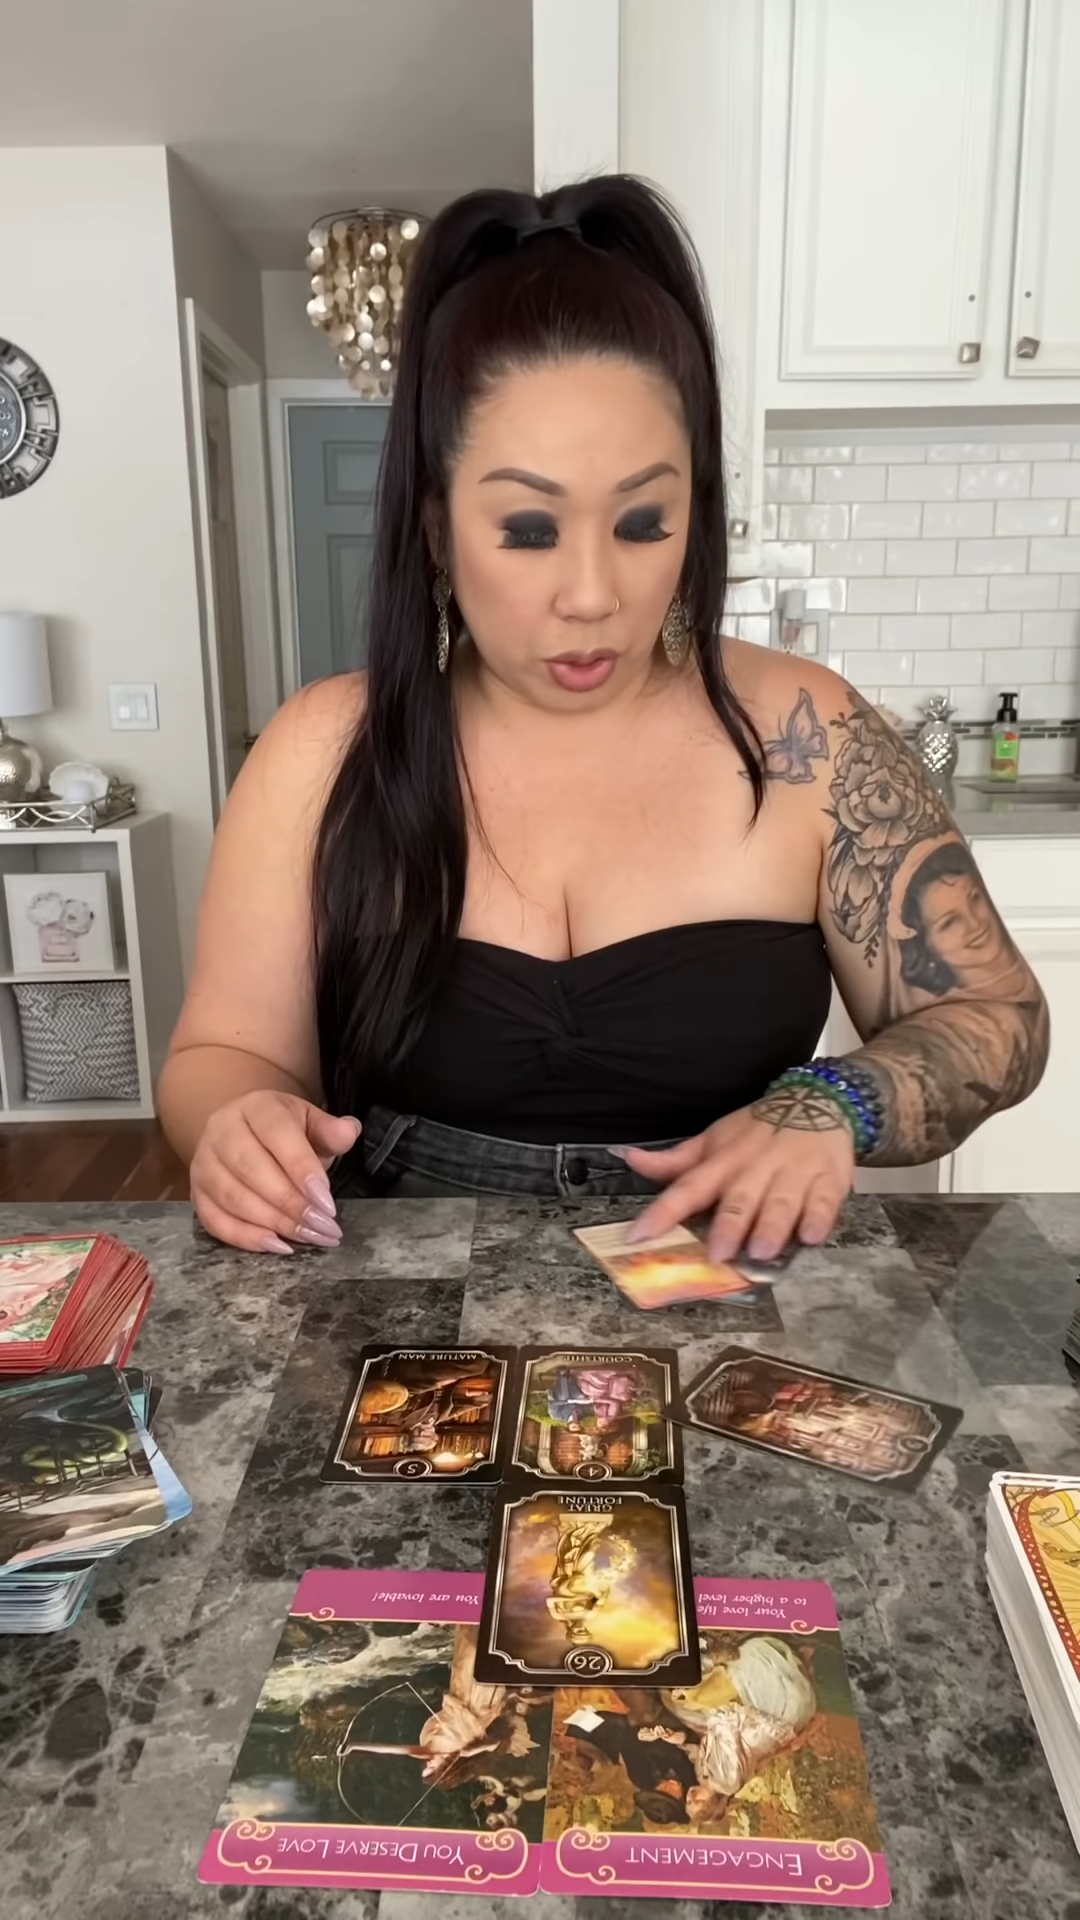 MATURE MAN
5
COURTSHIP
4
GREAT
FORTUNE
26
You are lovable!
Your love life
to a higher level
YOU DESERVE LOVE
ENGAGEMENT